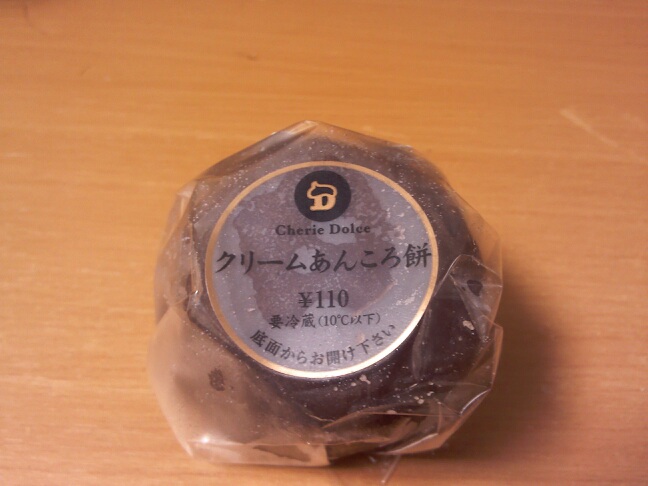 D
Cherie Dolce
クリームあんころ餅
¥110
要冷蔵(10℃以下)
底面からお開け下さい